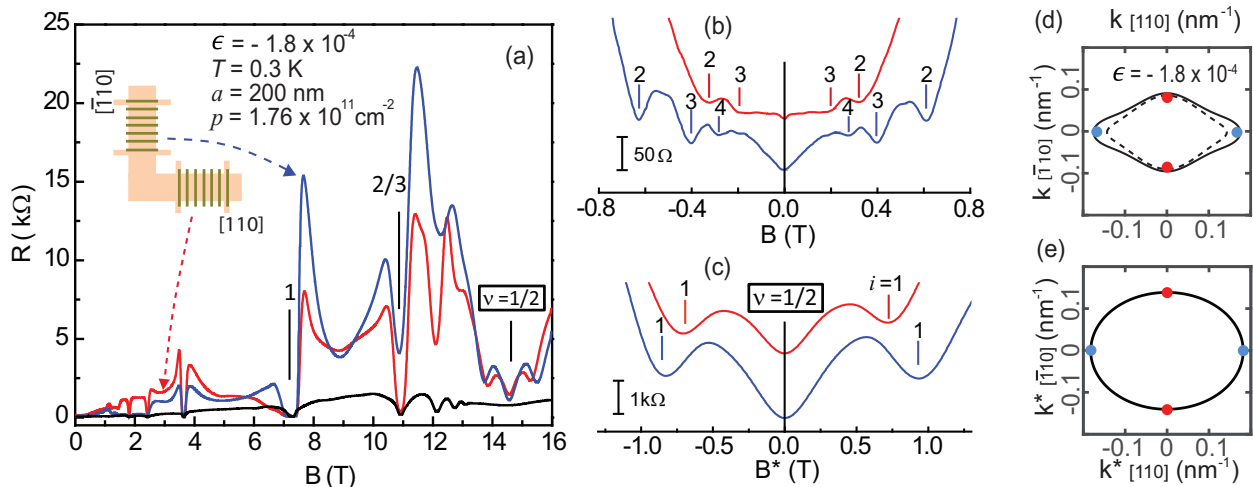 (a)
ϵ = - 1.8 x 10⁻⁴
T = 0.3 K
a = 200 nm
p = 1.76 x 10¹¹cm⁻²
[1̅10]
[110]
1
2/3
ν=1/2
R (kΩ)
25
20
15
10
5
0
0 2 4 6 8 10 12 14 16
B (T)
(b)
2 3 3 2
2 3 4 4 3 2
50 Ω
-0.8 -0.4 0.0 0.4 0.8
B (T)
(c)
ν=1/2
i=1
1
1 1
1kΩ
-1.0 -0.5 0.0 0.5 1.0
B* (T)
(d)
k [110] (nm⁻¹)
ϵ = - 1.8 x 10⁻⁴
k [1̅10] (nm⁻¹)
0.1
0
-0.1
-0.1 0 0.1
(e)
k* [1̅10] (nm⁻¹)
0.1
0
-0.1
-0.1 0 0.1
k* [110] (nm⁻¹)